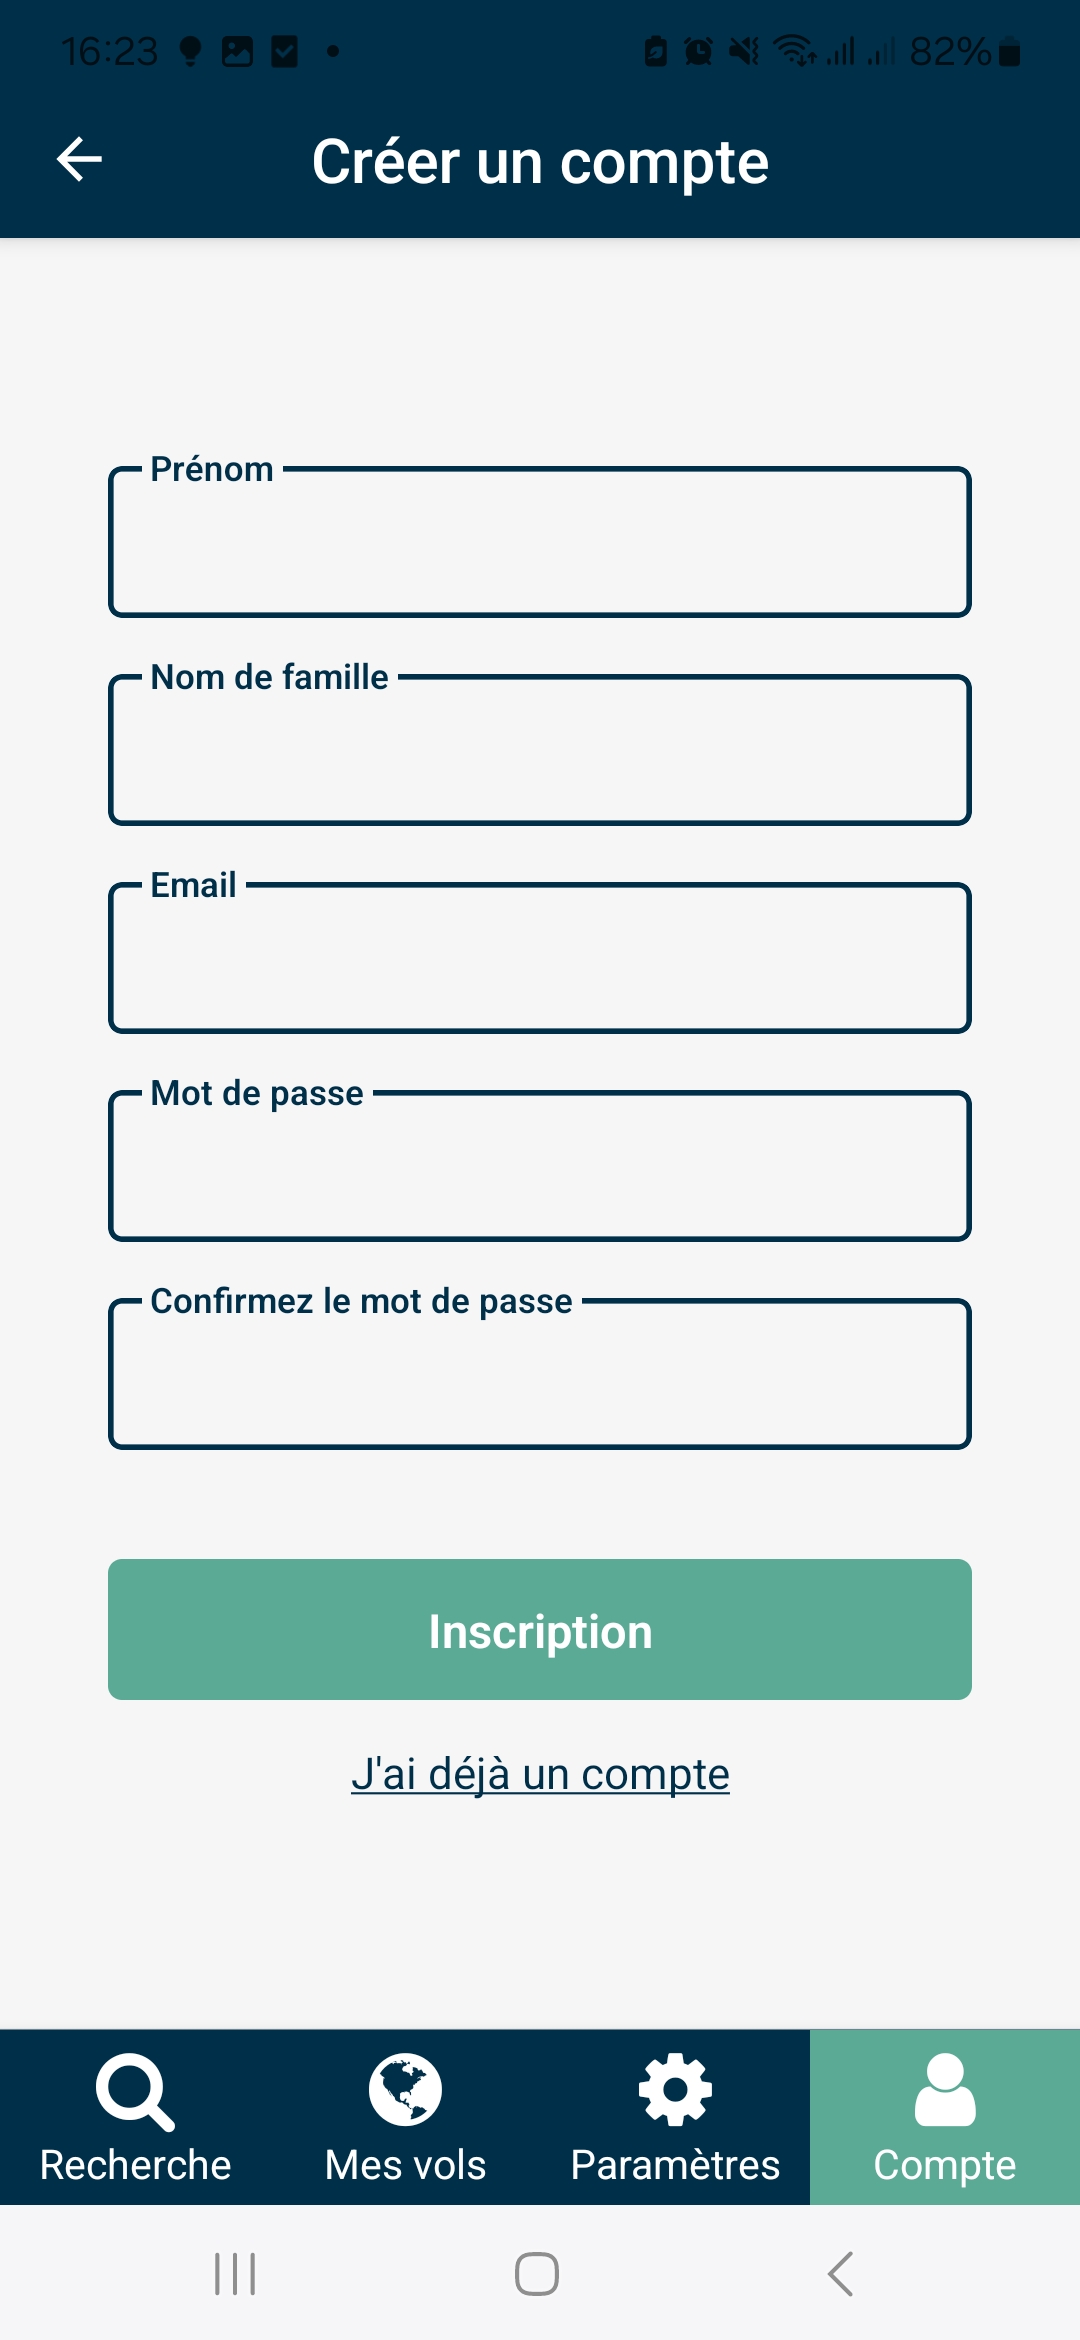 16:23
82%
Créer un compte
Prénom
Nom de famille
Email
Mot de passe
Confirmez le mot de passe
Inscription
J'ai déjà un compte
Recherche
Mes vols
Paramètres
Compte